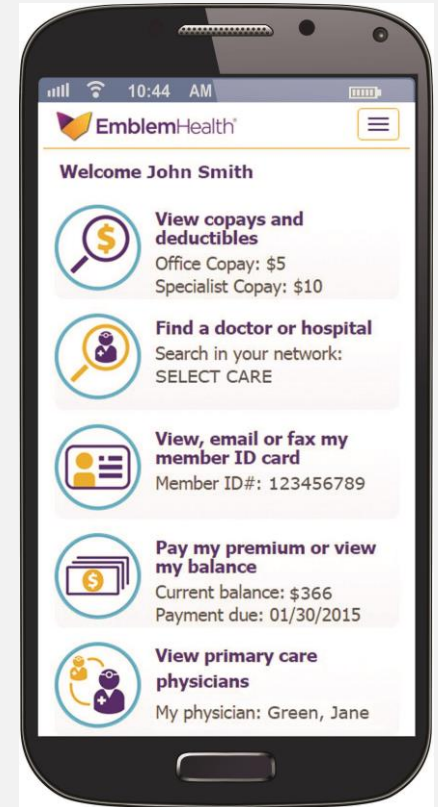 10:44 AM
EmblemHealth®
Welcome John Smith
View copays and
deductibles
Office Copay: $5
Specialist Copay: $10
Find a doctor or hospital
Search in your network:
SELECT CARE
View, email or fax my
member ID card
Member ID#: 123456789
Pay my premium or view
my balance
Current balance: $366
Payment due: 01/30/2015
View primary care
physicians
My physician: Green, Jane